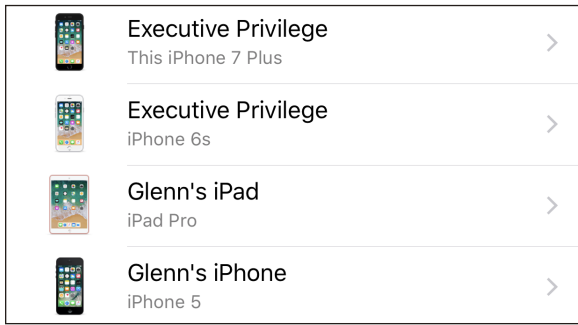 Executive Privilege
This iPhone 7 Plus
Executive Privilege
iPhone 6s
Glenn's iPad
iPad Pro
Glenn's iPhone
iPhone 5